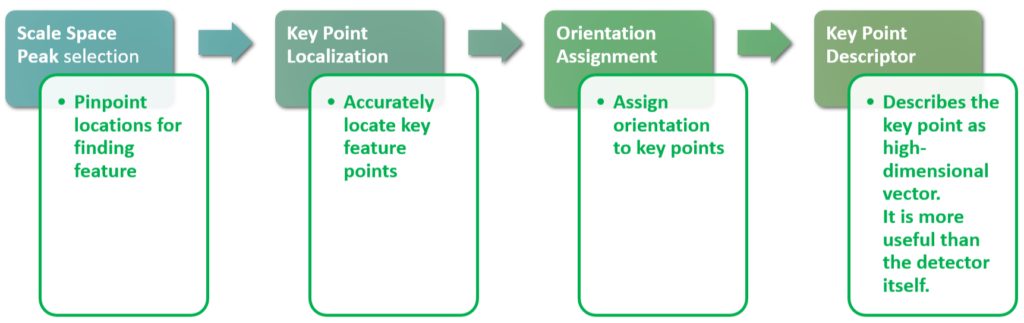 Scale Space
Peak selection
• Pinpoint
locations for
finding
feature
Key Point
Localization
• Accurately
locate key
feature
points
Orientation
Assignment
• Assign
orientation
to key points
Key Point
Descriptor
• Describes the
key point as
high-
dimensional
vector.
It is more
useful than
the detector
itself.